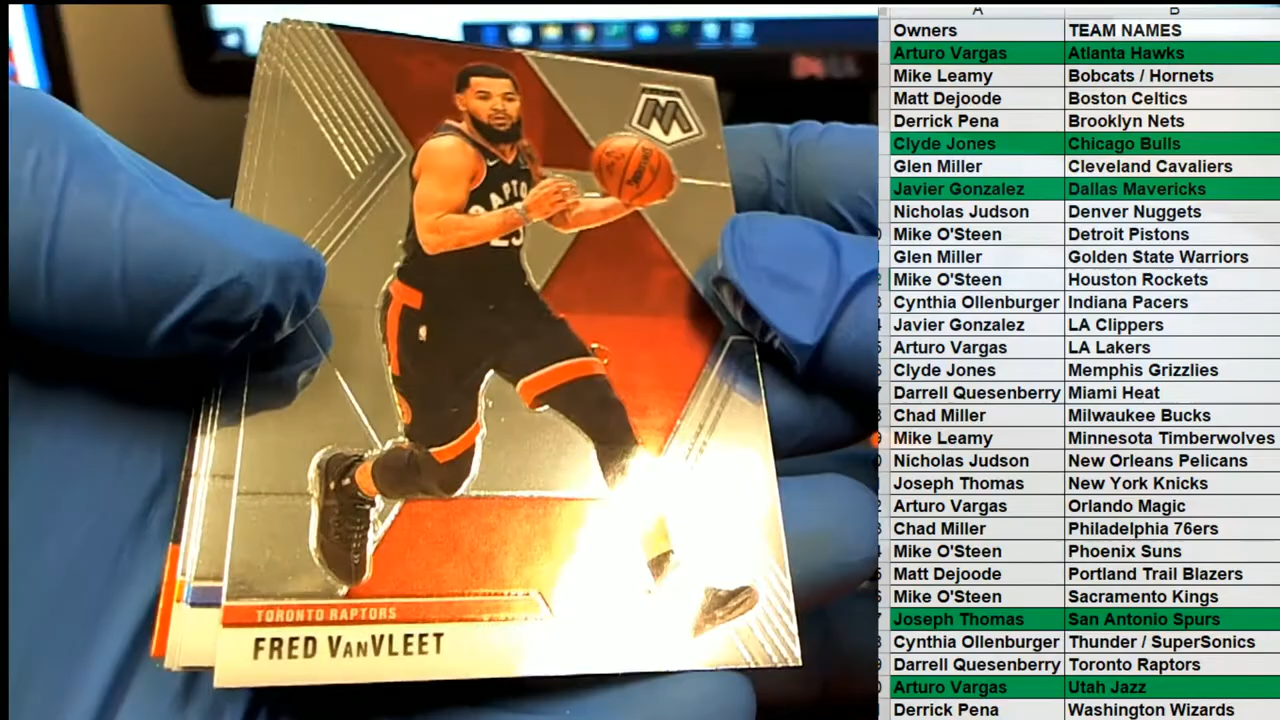 RAPTO
23
SPALDING
M
TORONTO RAPTORS
FRED VANVLEET
A B
Owners TEAM NAMES
Arturo Vargas Atlanta Hawks
Mike Leamy Bobcats / Hornets
Matt Dejoode Boston Celtics
Derrick Pena Brooklyn Nets
Clyde Jones Chicago Bulls
Glen Miller Cleveland Cavaliers
Javier Gonzalez Dallas Mavericks
Nicholas Judson Denver Nuggets
Mike O'Steen Detroit Pistons
Glen Miller Golden State Warriors
Mike O'Steen Houston Rockets
Cynthia Ollenburger Indiana Pacers
Javier Gonzalez LA Clippers
Arturo Vargas LA Lakers
Clyde Jones Memphis Grizzlies
Darrell Quesenberry Miami Heat
Chad Miller Milwaukee Bucks
Mike Leamy Minnesota Timberwolves
Nicholas Judson New Orleans Pelicans
Joseph Thomas New York Knicks
Arturo Vargas Orlando Magic
Chad Miller Philadelphia 76ers
Mike O'Steen Phoenix Suns
Matt Dejoode Portland Trail Blazers
Mike O'Steen Sacramento Kings
Joseph Thomas San Antonio Spurs
Cynthia Ollenburger Thunder / SuperSonics
Darrell Quesenberry Toronto Raptors
Arturo Vargas Utah Jazz
Derrick Pena Washington Wizards